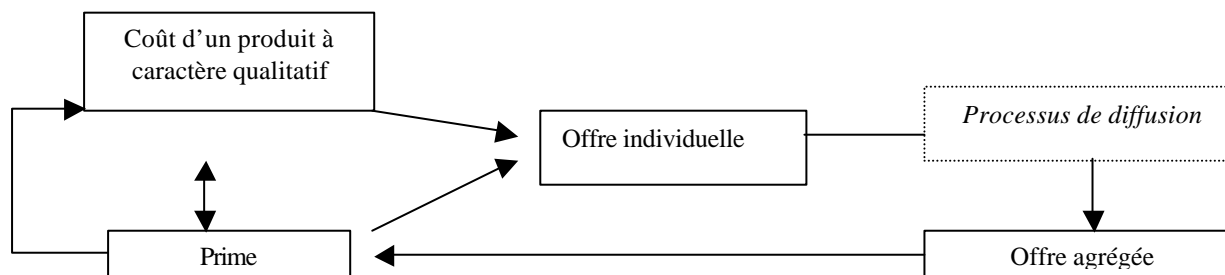 Coût d'un produit à
caractère qualitatif
Offre individuelle
Processus de diffusion
Prime
Offre agrégée